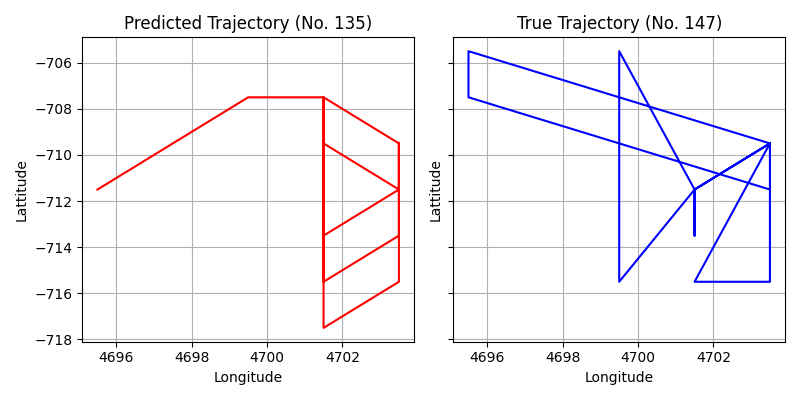 Predicted Trajectory (No. 135)
True Trajectory (No. 147)
−706
−708
−710
−712
−714
−716
−718
Lattitude
Lattitude
4696 4698 4700 4702
4696 4698 4700 4702
Longitude
Longitude